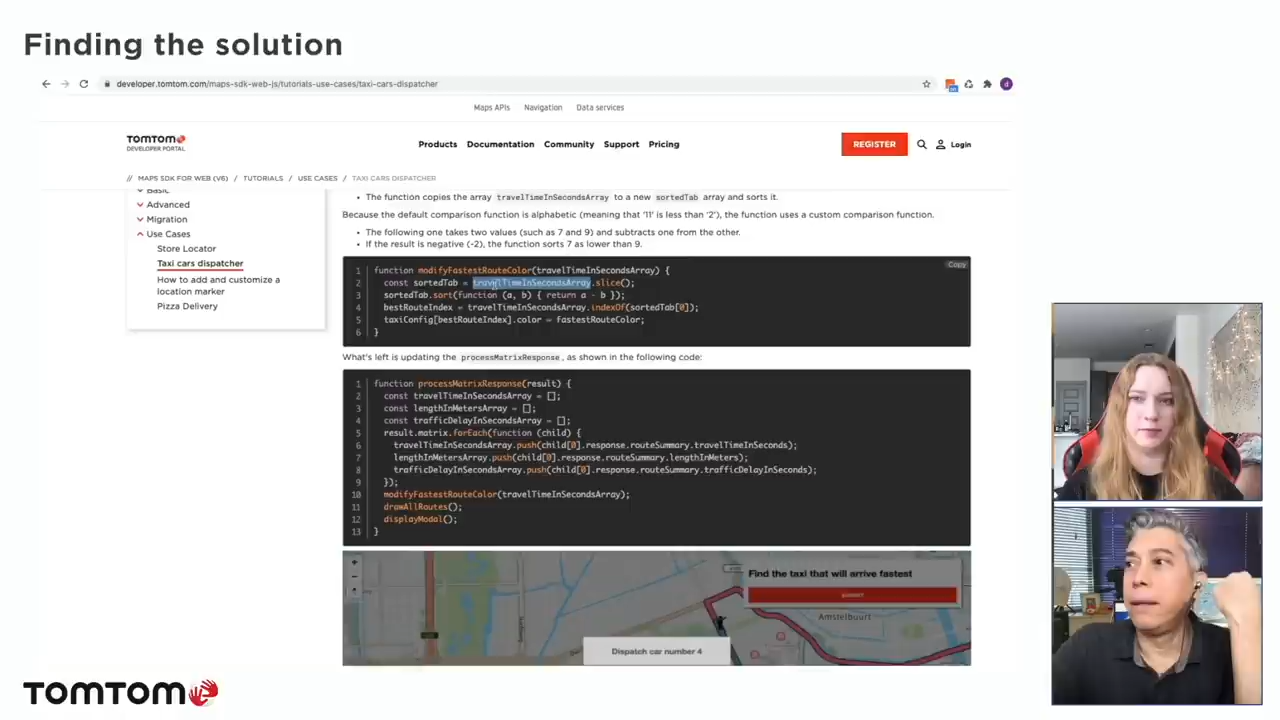 Finding the solution
developer.tomtom.com/maps-sdk-web-js/tutorials-use-cases/taxi-cars-dispatcher
d
Maps APIs Navigation Data services
TOMTOM
DEVELOPER PORTAL
Products Documentation Community Support Pricing
REGISTER
Login
// MAPS SDK FOR WEB (V6) / TUTORIALS / USE CASES / TAXI CARS DISPATCHER
Basic
Advanced
Migration
Use Cases
Store Locator
Taxi cars dispatcher
How to add and customize a
location marker
Pizza Delivery
• The function copies the array travelTimeInSecondsArray to a new sortedTab array and sorts it.
Because the default comparison function is alphabetic (meaning that '11' is less than '2'), the function uses a custom comparison function.
• The following one takes two values (such as 7 and 9) and subtracts one from the other.
• If the result is negative (-2), the function sorts 7 as lower than 9.
Copy
1 function modifyFastestRouteColor(travelTimeInSecondsArray) {
2 const sortedTab = travelTimeInSecondsArray.slice();
3 sortedTab.sort(function (a, b) { return a - b });
4 bestRouteIndex = travelTimeInSecondsArray.indexOf(sortedTab[0]);
5 taxiConfig[bestRouteIndex].color = fastestRouteColor;
6 }
What's left is updating the processMatrixResponse, as shown in the following code:
1 function processMatrixResponse(result) {
2 const travelTimeInSecondsArray = [];
3 const lengthInMetersArray = [];
4 const trafficDelayInSecondsArray = [];
5 result.matrix.forEach(function (child) {
6 travelTimeInSecondsArray.push(child[0].response.routeSummary.travelTimeInSeconds);
7 lengthInMetersArray.push(child[0].response.routeSummary.lengthInMeters);
8 trafficDelayInSecondsArray.push(child[0].response.routeSummary.trafficDelayInSeconds);
9 });
10 modifyFastestRouteColor(travelTimeInSecondsArray);
11 drawAllRoutes();
12 displayModal();
13 }
Find the taxi that will arrive fastest
SUBMIT
Amstelbuurt
Dispatch car number 4
TOMTOM